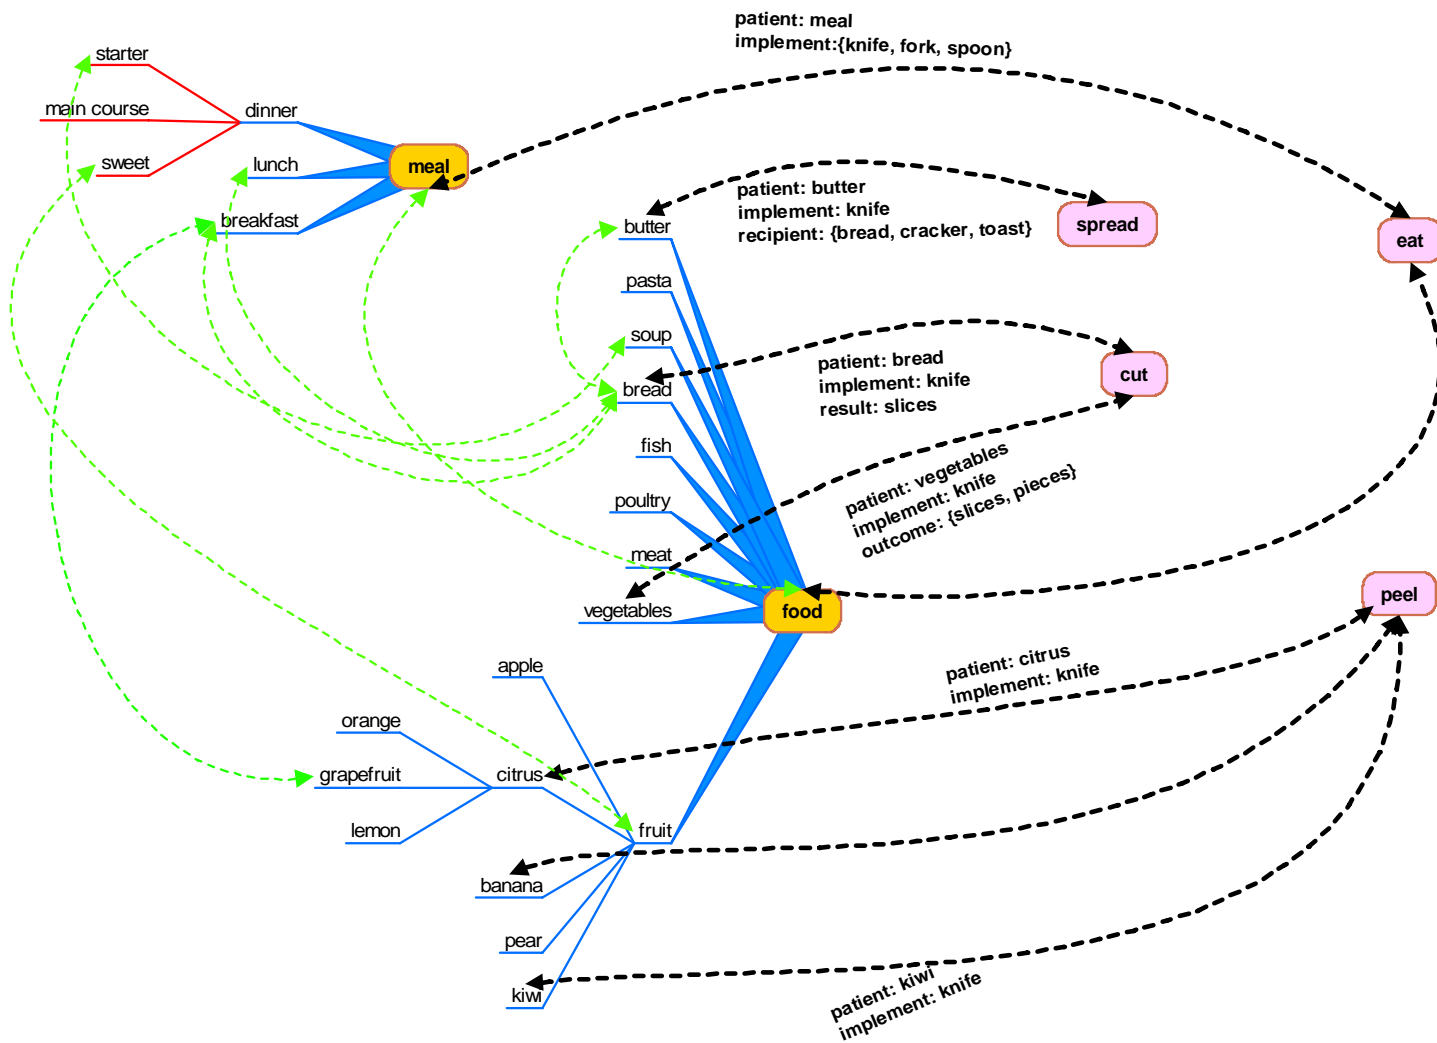 patient: meal
implement:{knife, fork, spoon}
starter
main course
dinner
sweet
lunch
meal
breakfast
patient: butter
implement: knife
recipient: {bread, cracker, toast}
butter
spread
eat
pasta
soup
bread
patient: bread
implement: knife
result: slices
cut
fish
poultry
meat
vegetables
patient: vegetables
implement: knife
outcome: {slices, pieces}
food
peel
apple
patient: citrus
implement: knife
orange
grapefruit
citrus
lemon
fruit
banana
pear
kiwi
patient: kiwi
implement: knife